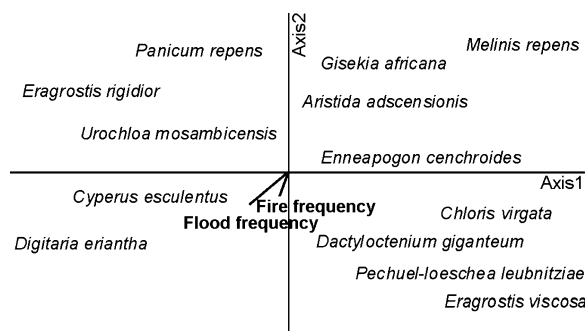 Axis2
Panicum repens
Melinis repens
Gisekia africana
Eragrostis rigidior
Aristida adscensionis
Urochloa mosambicensis
Enneapogon cenchroides
Axis1
Cyperus esculentus
Fire frequency
Chloris virgata
Flood frequency
Digitaria eriantha
Dactyloctenium giganteum
Pechuel-loeschea leubnitziae
Eragrostis viscosa